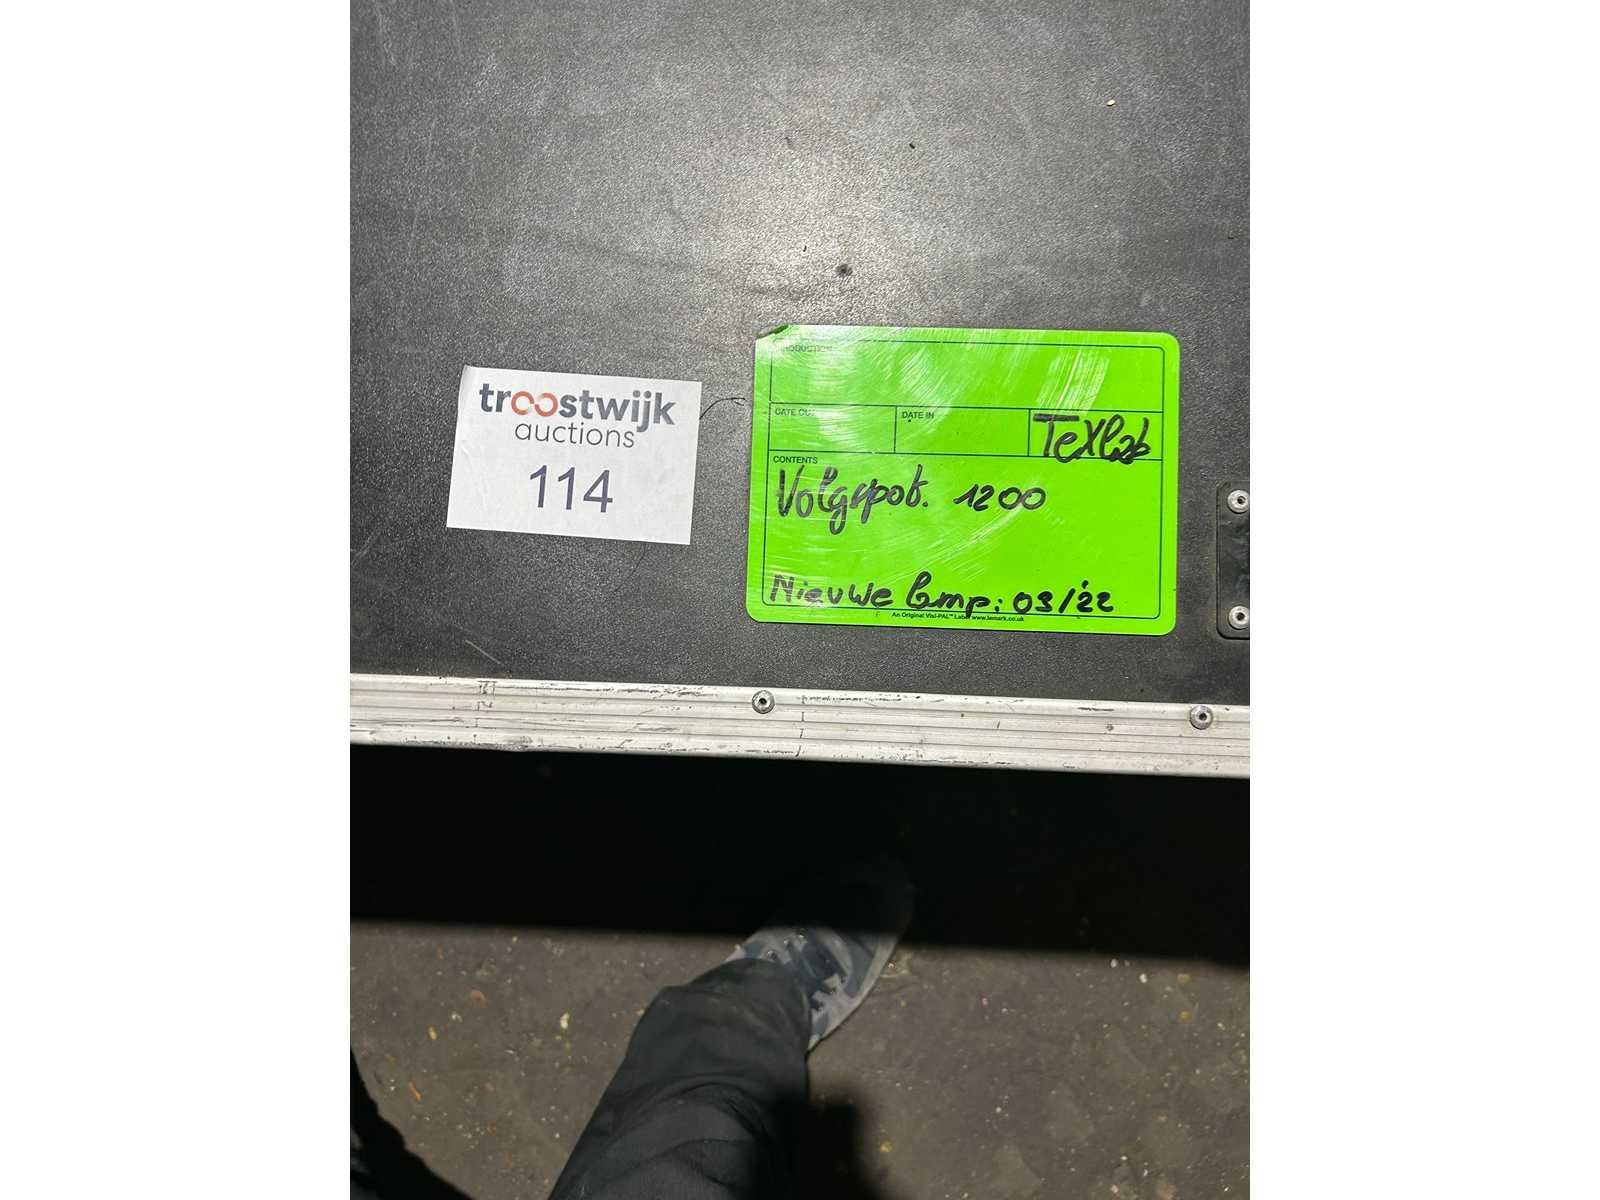 troostwijk
auctions
114
PRODUCTION
DATE OUT
DATE IN
TeXlab
CONTENTS
Volgspot. 1200
Nieuwe lamp: 03/22
An Original Visi-PAL™ Label www.lemark.co.uk